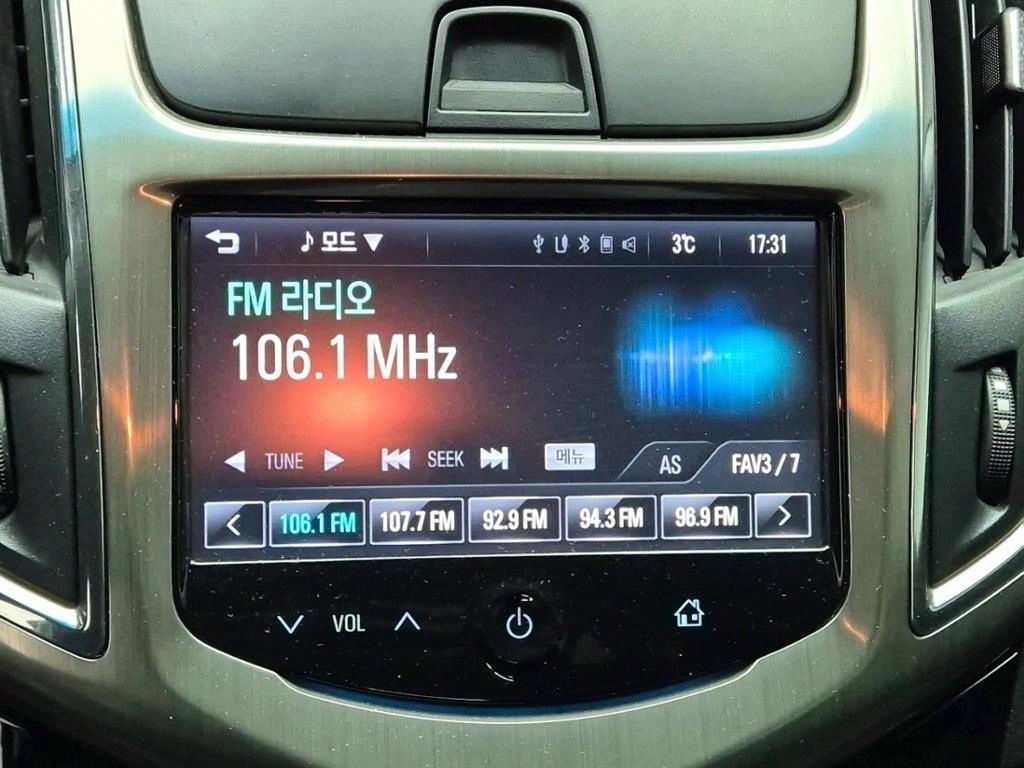 모드
3℃
17:31
FM 라디오
106.1 MHz
TUNE SEEK 메뉴 AS FAV3 / 7
106.1 FM 107.7 FM 92.9 FM 94.3 FM 96.9 FM
VOL